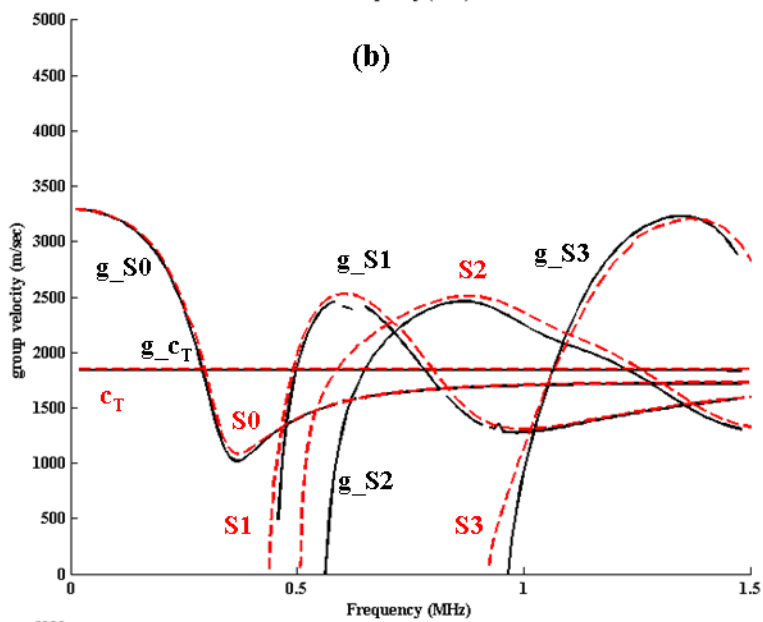 5000
(b)
4500
4000
3500
3000
g_S0
g_S1
S2
g_S3
2500
group velocity (m/sec)
2000
g_cT
1500
cT
S0
1000
g_S2
500
S1
S3
0
0
0.5
1
1.5
Frequency (MHz)